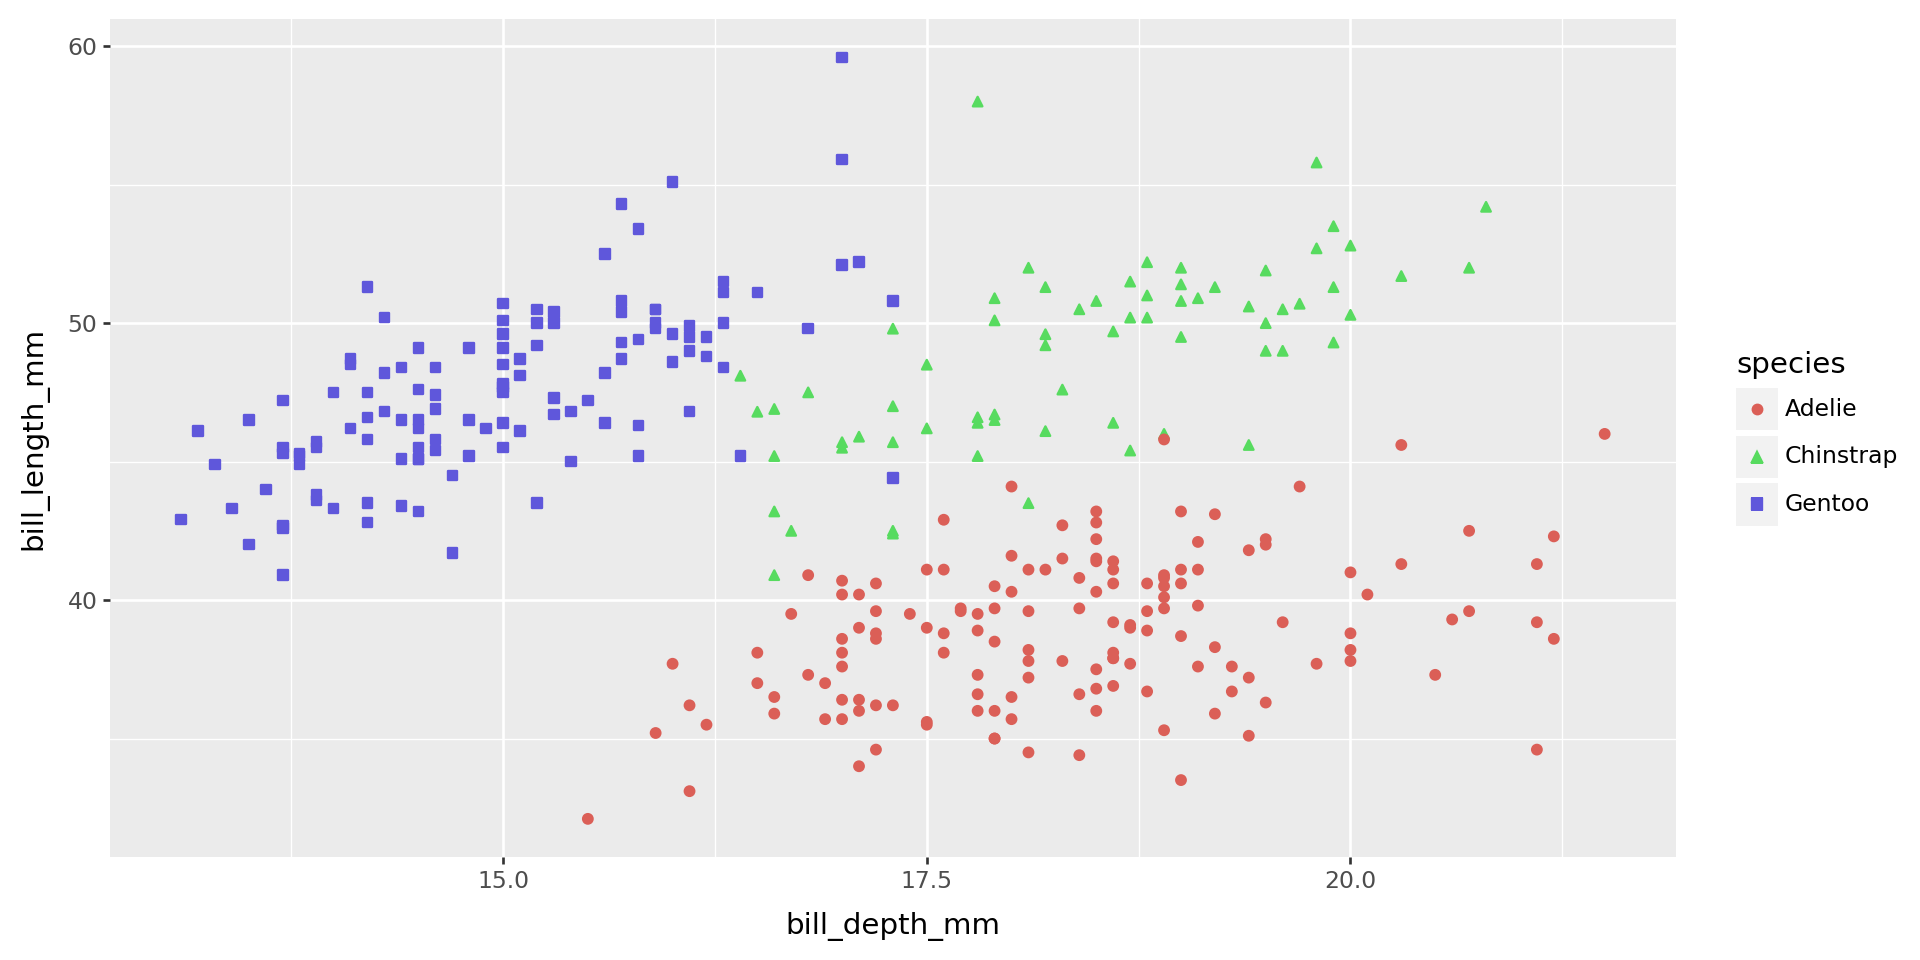 60
50
40
15.0
17.5
20.0
bill_depth_mm
bill_length_mm
species
Adelie
Chinstrap
Gentoo